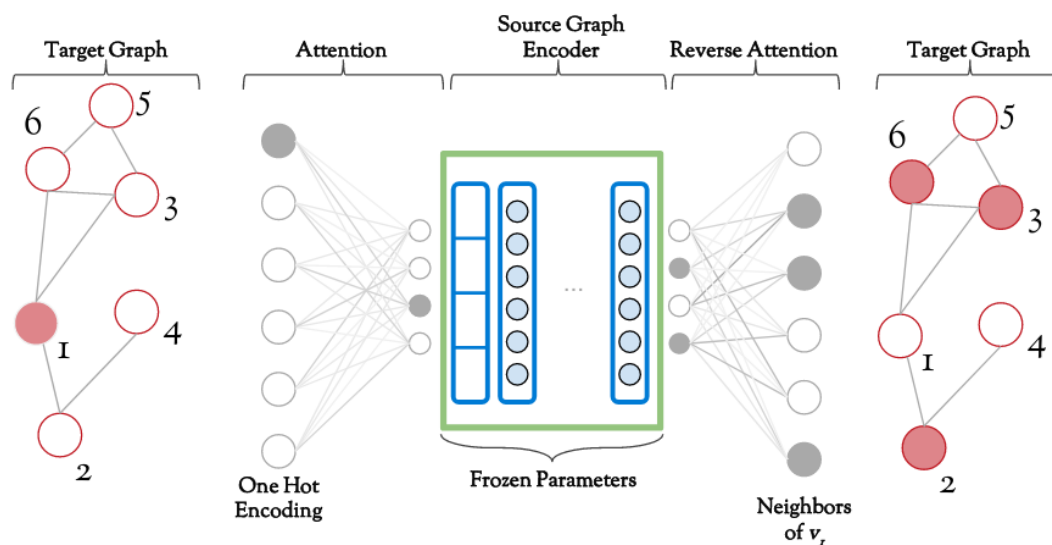 Target Graph
Attention
Source Graph
Encoder
Reverse Attention
Target Graph
5
6
3
1
4
2
One Hot
Encoding
...
Frozen Parameters
Neighbors
of v₁
5
6
3
1
4
2